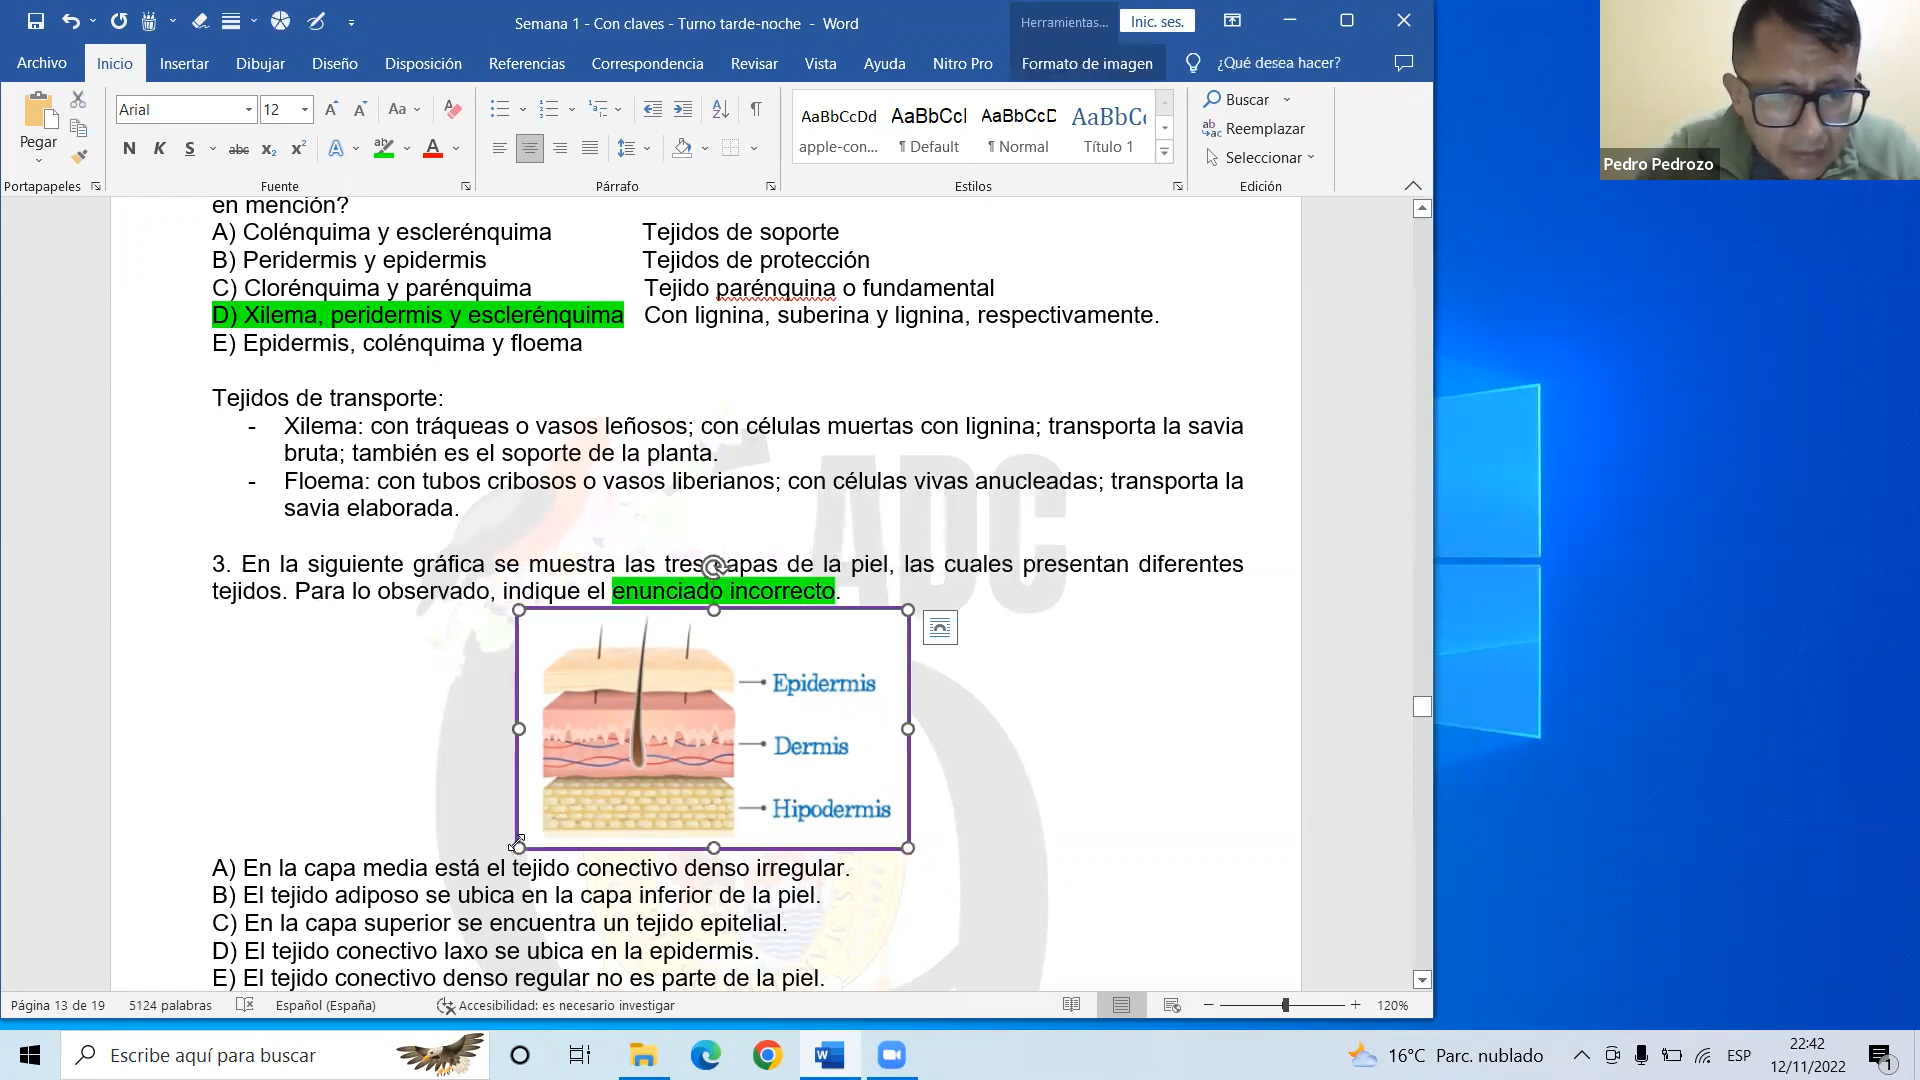 Semana 1 - Con claves - Turno tarde-noche - Word
Herramientas...
Inic. ses.
Archivo Inicio Insertar Dibujar Diseño Disposición Referencias Correspondencia Revisar Vista Ayuda Nitro Pro Formato de imagen ¿Qué desea hacer?
Pegar
Arial 12
Aa
N K S abc x₂ x² A ab A
AaBbCcDd AaBbCcI AaBbCcD AaBbCc
apple-con... ¶ Default ¶ Normal Título 1
Buscar
Reemplazar
Seleccionar
Portapapeles Fuente Párrafo Estilos Edición
Pedro Pedrozo
en mención?
A) Colénquima y esclerénquima Tejidos de soporte
B) Peridermis y epidermis Tejidos de protección
C) Clorénquima y parénquima Tejido parénquina o fundamental
D) Xilema, peridermis y esclerénquima Con lignina, suberina y lignina, respectivamente.
E) Epidermis, colénquima y floema
Tejidos de transporte:
- Xilema: con tráqueas o vasos leñosos; con células muertas con lignina; transporta la savia
bruta; también es el soporte de la planta.
- Floema: con tubos cribosos o vasos liberianos; con células vivas anucleadas; transporta la
savia elaborada.
ADC
3. En la siguiente gráfica se muestra las tres capas de la piel, las cuales presentan diferentes
tejidos. Para lo observado, indique el enunciado incorrecto.
Epidermis
Dermis
Hipodermis
A) En la capa media está el tejido conectivo denso irregular.
B) El tejido adiposo se ubica en la capa inferior de la piel.
C) En la capa superior se encuentra un tejido epitelial.
D) El tejido conectivo laxo se ubica en la epidermis.
E) El tejido conectivo denso regular no es parte de la piel.
Página 13 de 19 5124 palabras Español (España) Accesibilidad: es necesario investigar 120%
Escribe aquí para buscar
16°C Parc. nublado ESP
22:42
12/11/2022
1